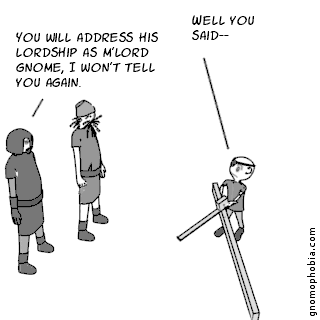 YOU WILL ADDRESS HIS
LORDSHIP AS M'LORD
GNOME, I WON'T TELL
YOU AGAIN.
WELL YOU
SAID--
gnomophobia.com